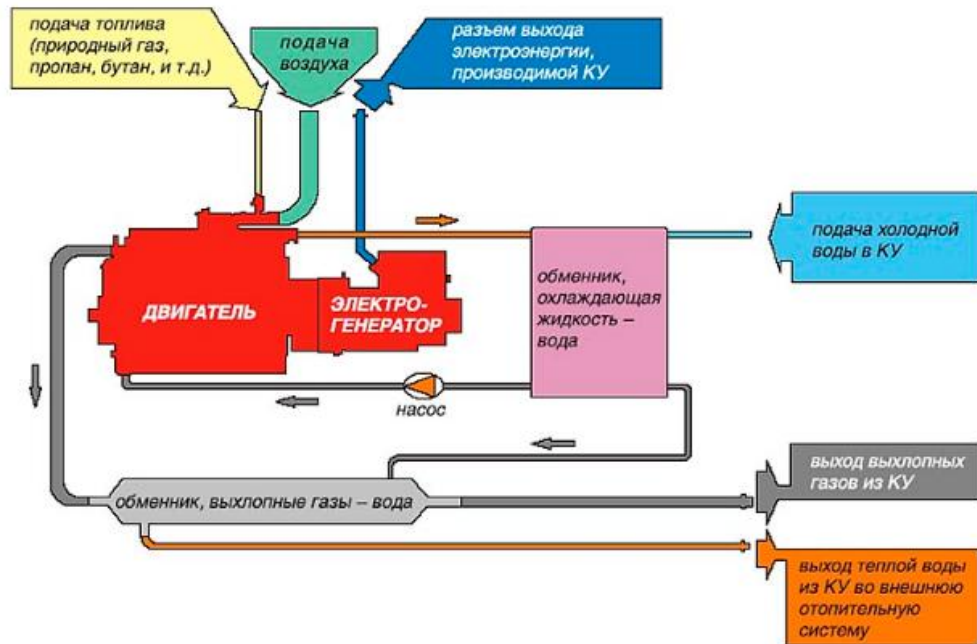 подача топлива
(природный газ,
пропан, бутан, и т.д.)
подача
воздуха
разъем выхода
электроэнергии,
производимой КУ
подача холодной
воды в КУ
ДВИГАТЕЛЬ
ЭЛЕКТРО-
ГЕНЕРАТОР
обменник,
охлаждающая
жидкость –
вода
насос
обменник, выхлопные газы – вода
выход выхлопных
газов из КУ
выход теплой воды
из КУ во внешнюю
отопительную
систему